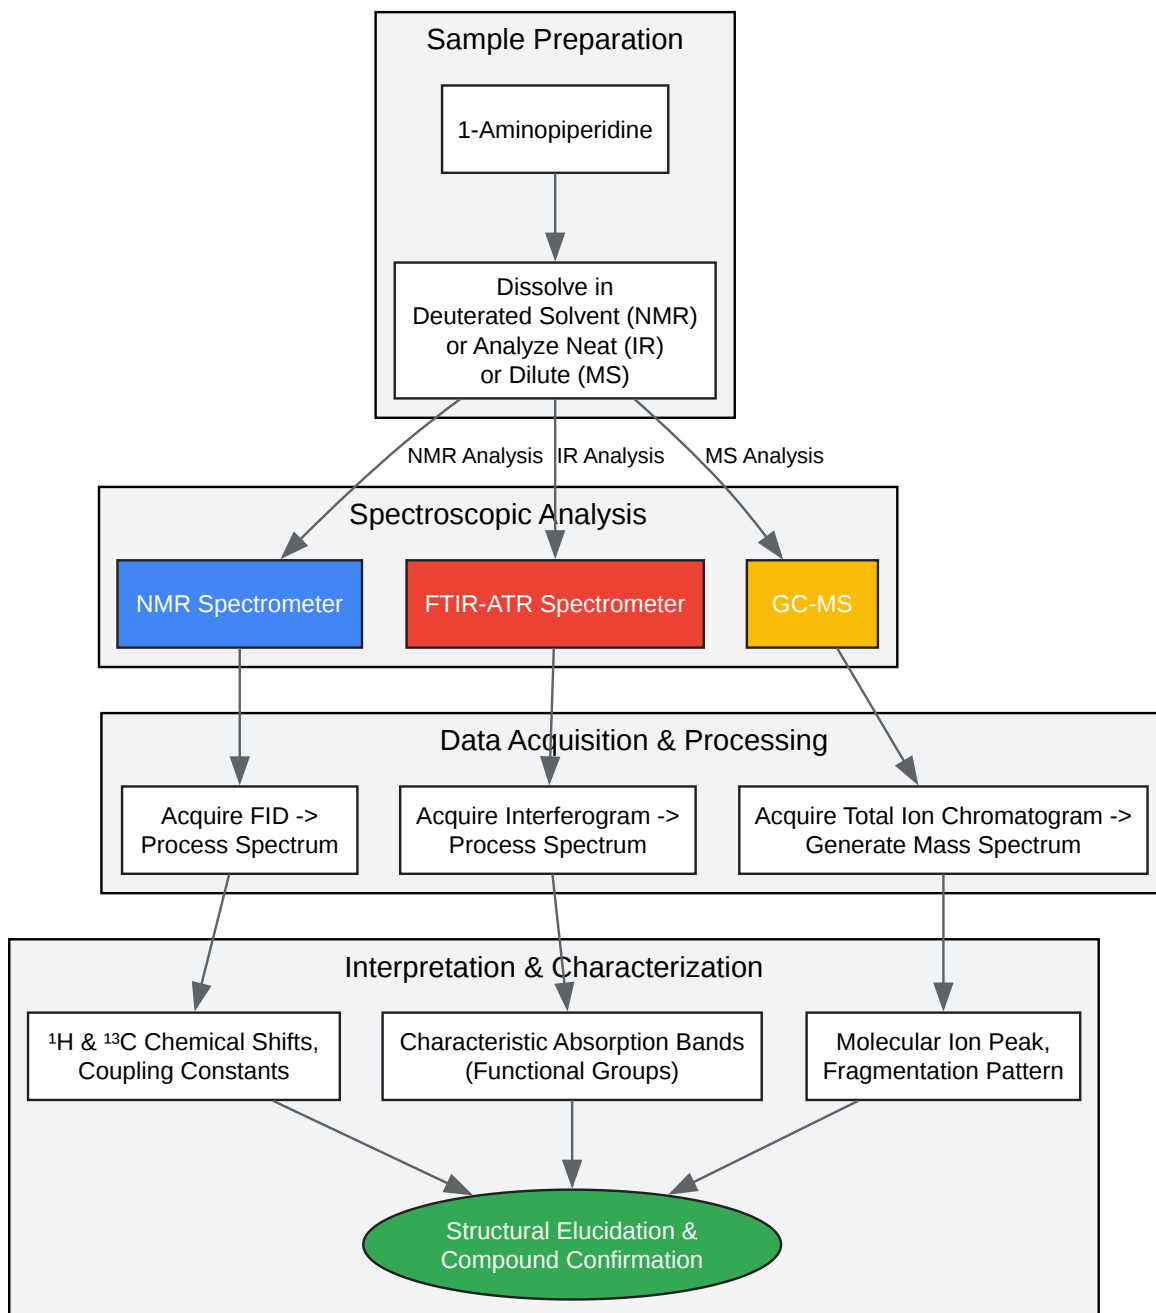 Sample Preparation
1-Aminopiperidine
Dissolve in
Deuterated Solvent (NMR)
or Analyze Neat (IR)
or Dilute (MS)
NMR Analysis
IR Analysis
MS Analysis
Spectroscopic Analysis
NMR Spectrometer
FTIR-ATR Spectrometer
GC-MS
Data Acquisition & Processing
Acquire FID ->
Process Spectrum
Acquire Interferogram ->
Process Spectrum
Acquire Total Ion Chromatogram ->
Generate Mass Spectrum
Interpretation & Characterization
¹H & ¹³C Chemical Shifts,
Coupling Constants
Characteristic Absorption Bands
(Functional Groups)
Molecular Ion Peak,
Fragmentation Pattern
Structural Elucidation &
Compound Confirmation